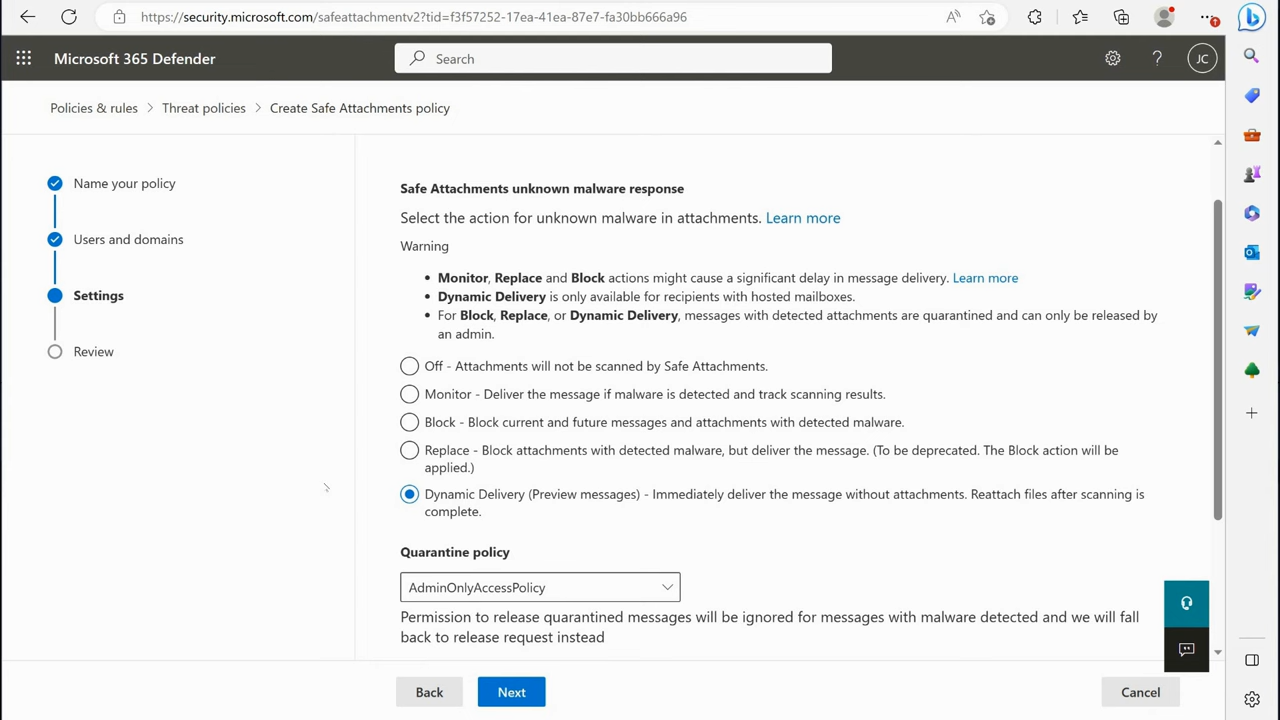 https://security.microsoft.com/safeattachmentv2?tid=f3f57252-17ea-41ea-87e7-fa30bb666a96
Microsoft 365 Defender
Search
JC
Policies & rules > Threat policies > Create Safe Attachments policy
Name your policy
Users and domains
Settings
Review
Safe Attachments unknown malware response
Select the action for unknown malware in attachments. Learn more
Warning
• Monitor, Replace and Block actions might cause a significant delay in message delivery. Learn more
• Dynamic Delivery is only available for recipients with hosted mailboxes.
• For Block, Replace, or Dynamic Delivery, messages with detected attachments are quarantined and can only be released by
an admin.
Off - Attachments will not be scanned by Safe Attachments.
Monitor - Deliver the message if malware is detected and track scanning results.
Block - Block current and future messages and attachments with detected malware.
Replace - Block attachments with detected malware, but deliver the message. (To be deprecated. The Block action will be
applied.)
Dynamic Delivery (Preview messages) - Immediately deliver the message without attachments. Reattach files after scanning is
complete.
Quarantine policy
AdminOnlyAccessPolicy
Permission to release quarantined messages will be ignored for messages with malware detected and we will fall
back to release request instead
Back
Next
Cancel